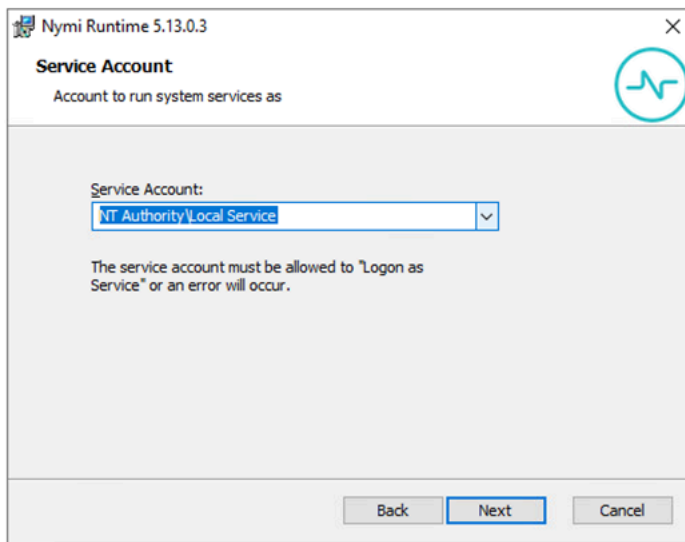 Nymi Runtime 5.13.0.3
Service Account
Account to run system services as
Service Account:
NT Authority\Local Service
The service account must be allowed to "Logon as
Service" or an error will occur.
Back
Next
Cancel